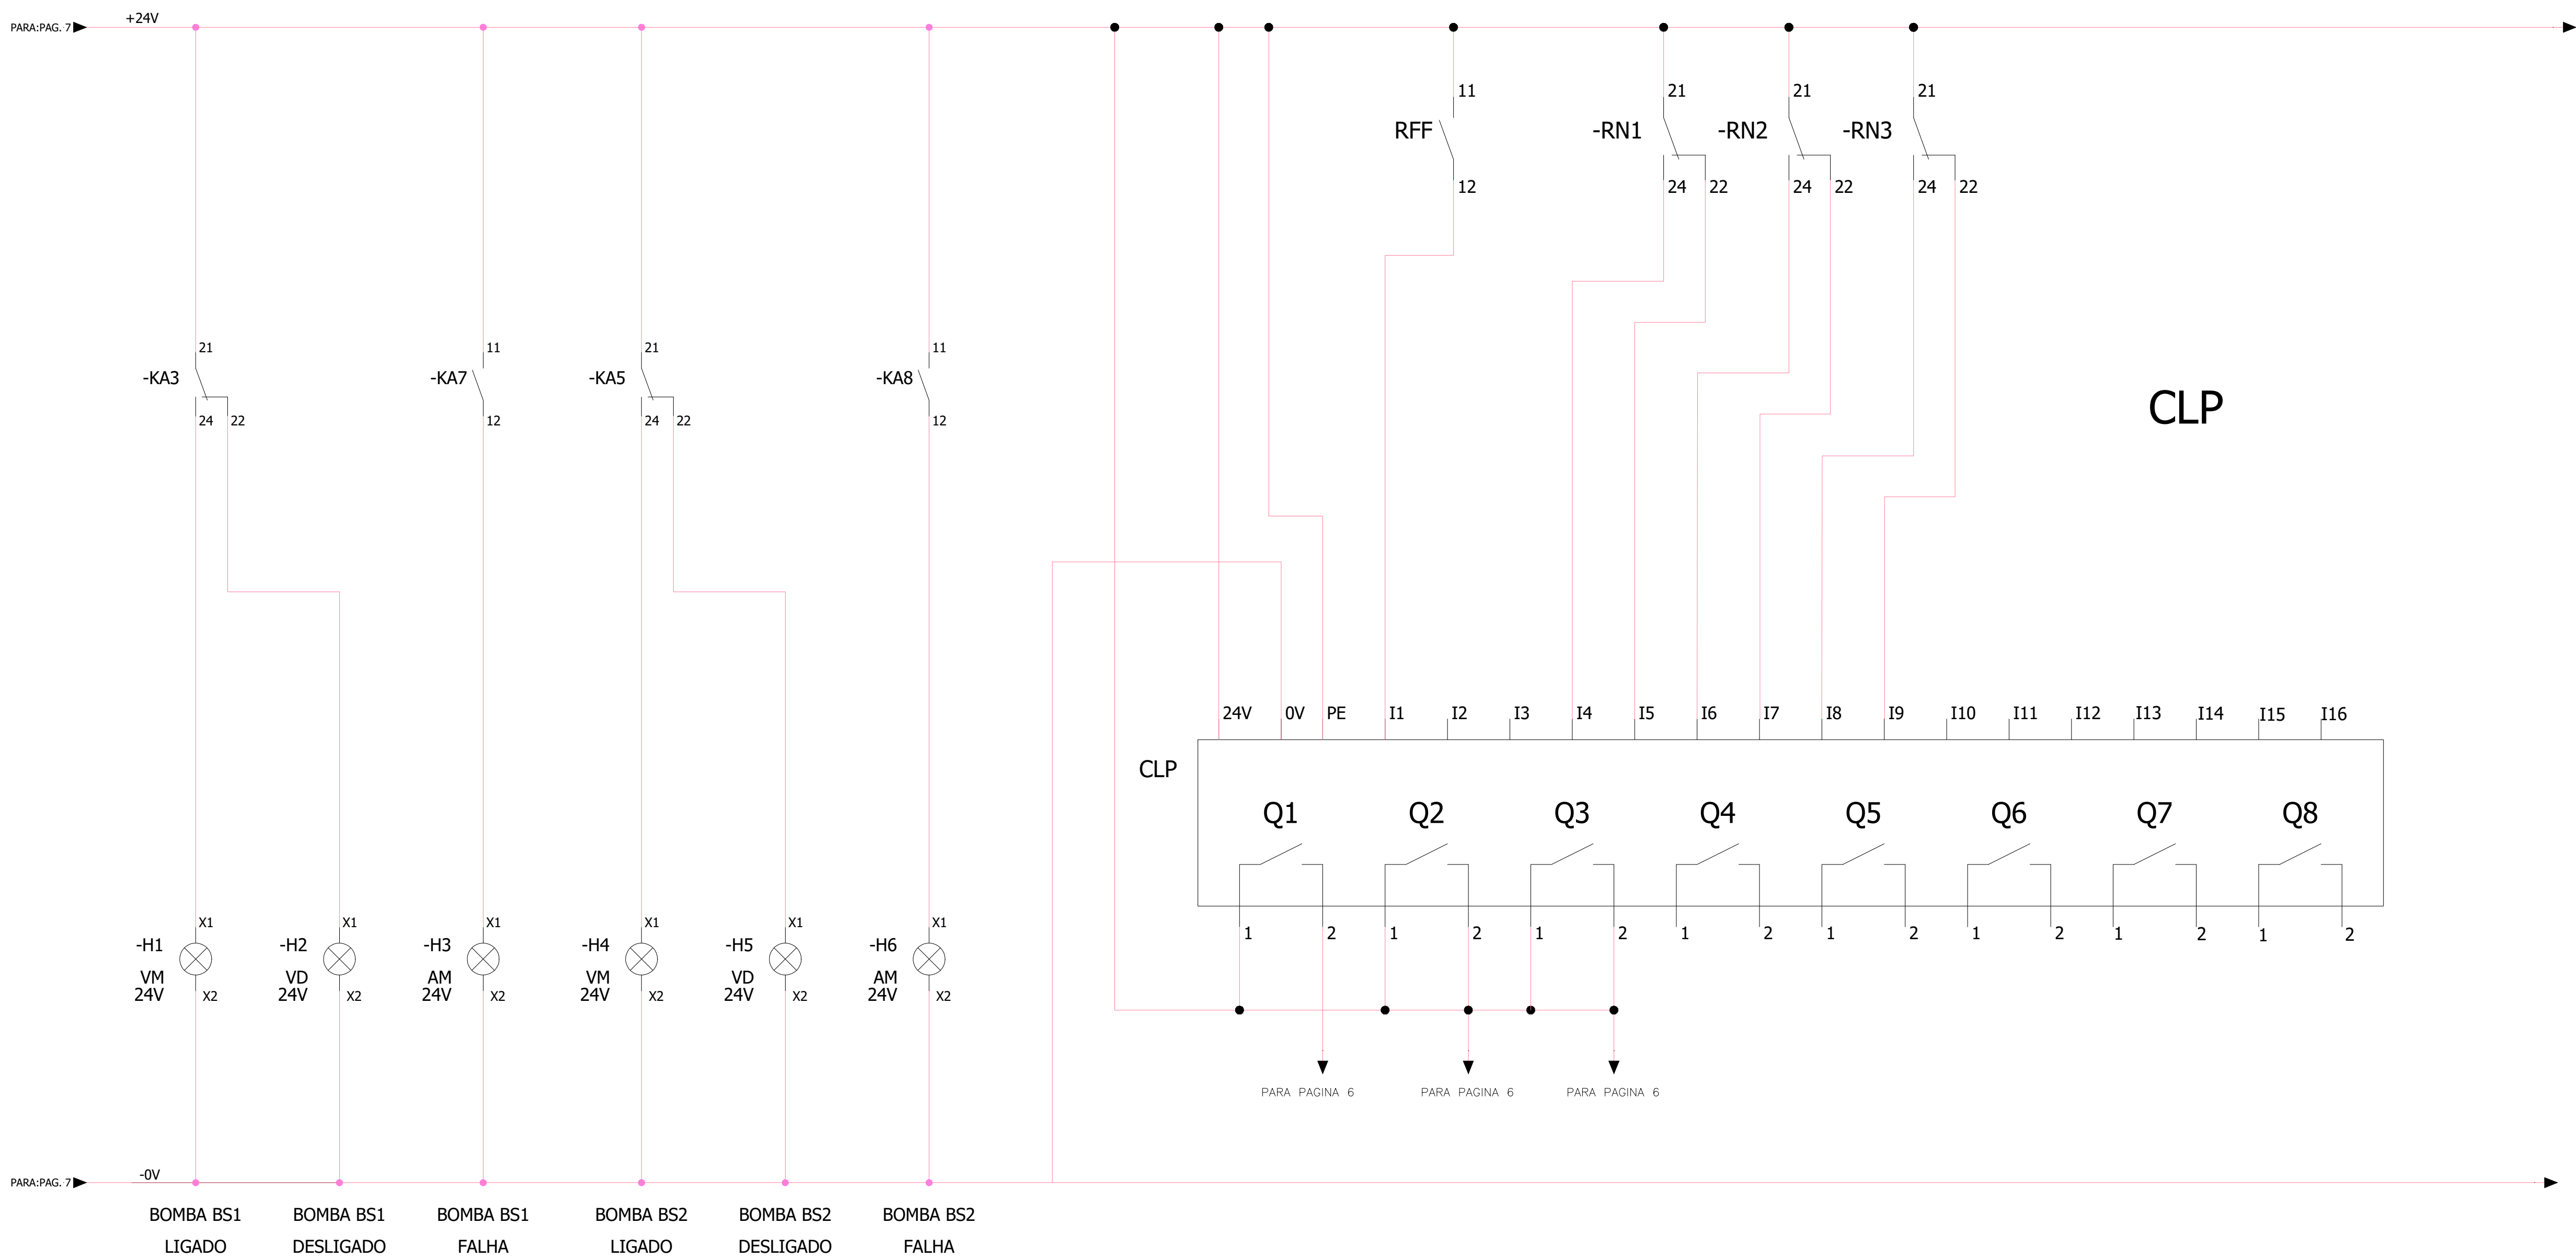 +24V
PARA:PAG. 7
11
21
21
21
RFF
-RN1
-RN2
-RN3
12
24
22
24
22
24
22
21
11
21
11
-KA3
-KA7
-KA5
-KA8
24
22
12
24
22
12
CLP
24V
0V
PE
I1
I2
I3
I4
I5
I6
I7
I8
I9
I10
I11
I12
I13
I14
I15
I16
CLP
Q1
Q2
Q3
Q4
Q5
Q6
Q7
Q8
1
2
1
2
1
2
1
2
1
2
1
2
1
2
1
2
X1
X1
X1
X1
X1
X1
-H1
-H2
-H3
-H4
-H5
-H6
VM
VD
AM
VM
VD
AM
24V
24V
24V
24V
24V
24V
X2
X2
X2
X2
X2
X2
PARA PAGINA 6
PARA PAGINA 6
PARA PAGINA 6
-0V
PARA:PAG. 7
BOMBA BS1
LIGADO
BOMBA BS1
DESLIGADO
BOMBA BS1
FALHA
BOMBA BS2
LIGADO
BOMBA BS2
DESLIGADO
BOMBA BS2
FALHA